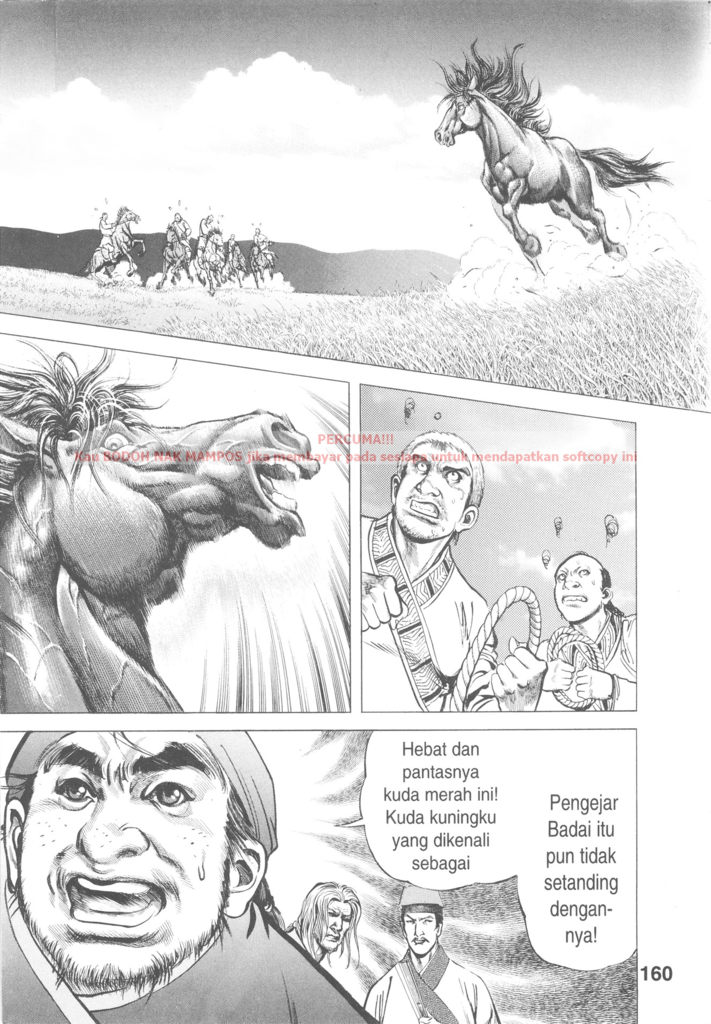 PERCUMA!!!
Kau BODOH NAK MAMPOS jika membayar pada sesiapa untuk mendapatkan softcopy ini
Hebat dan
pantasnya
kuda merah ini!
Kuda kuningku
yang dikenali
sebagai
Pengejar
Badai itu
pun tidak
setanding
dengan-
nya!
160